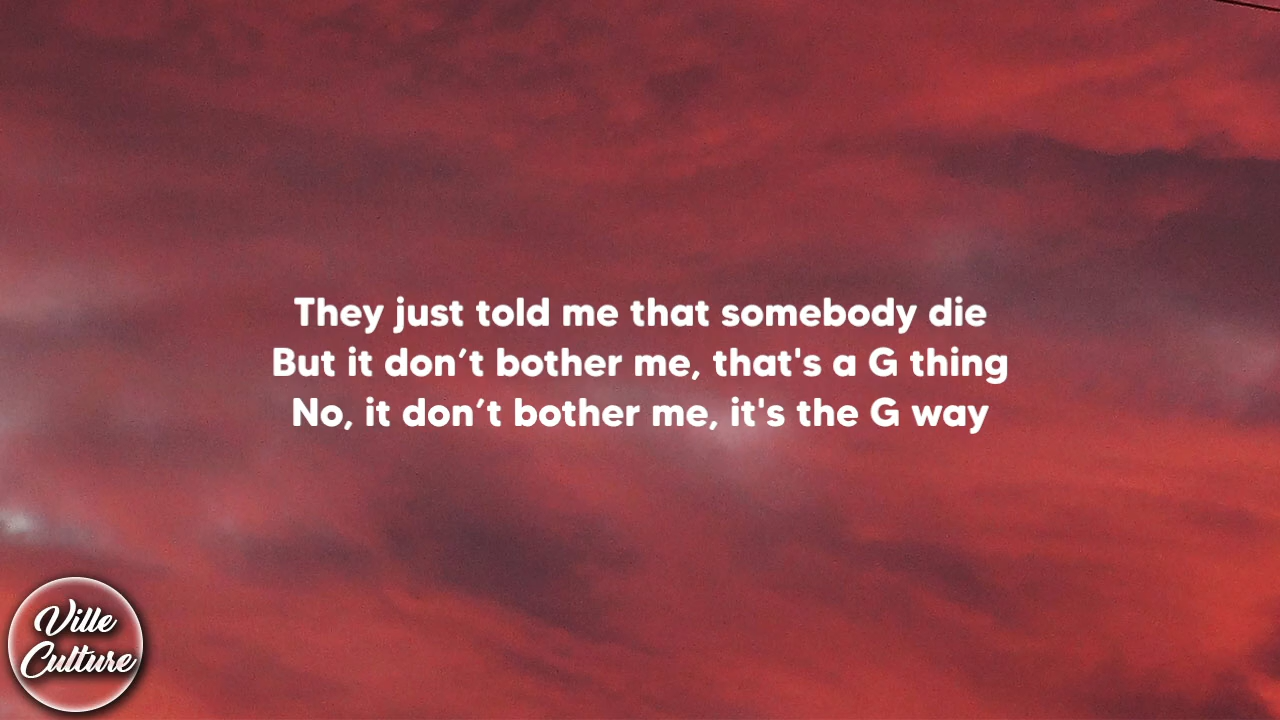 They just told me that somebody die
But it don’t bother me, that's a G thing
No, it don’t bother me, it's the G way
Ville
Culture